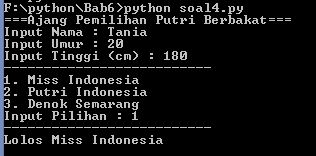 F:\python\Bab6>python soal4.py
===Ajang Pemilihan Putri Berbakat===
Input Nama : Tania
Input Umur : 20
Input Tinggi (cm) : 180
---------------------------
1. Miss Indonesia
2. Putri Indonesia
3. Denok Semarang
Input Pilihan : 1
---------------------------
Lolos Miss Indonesia